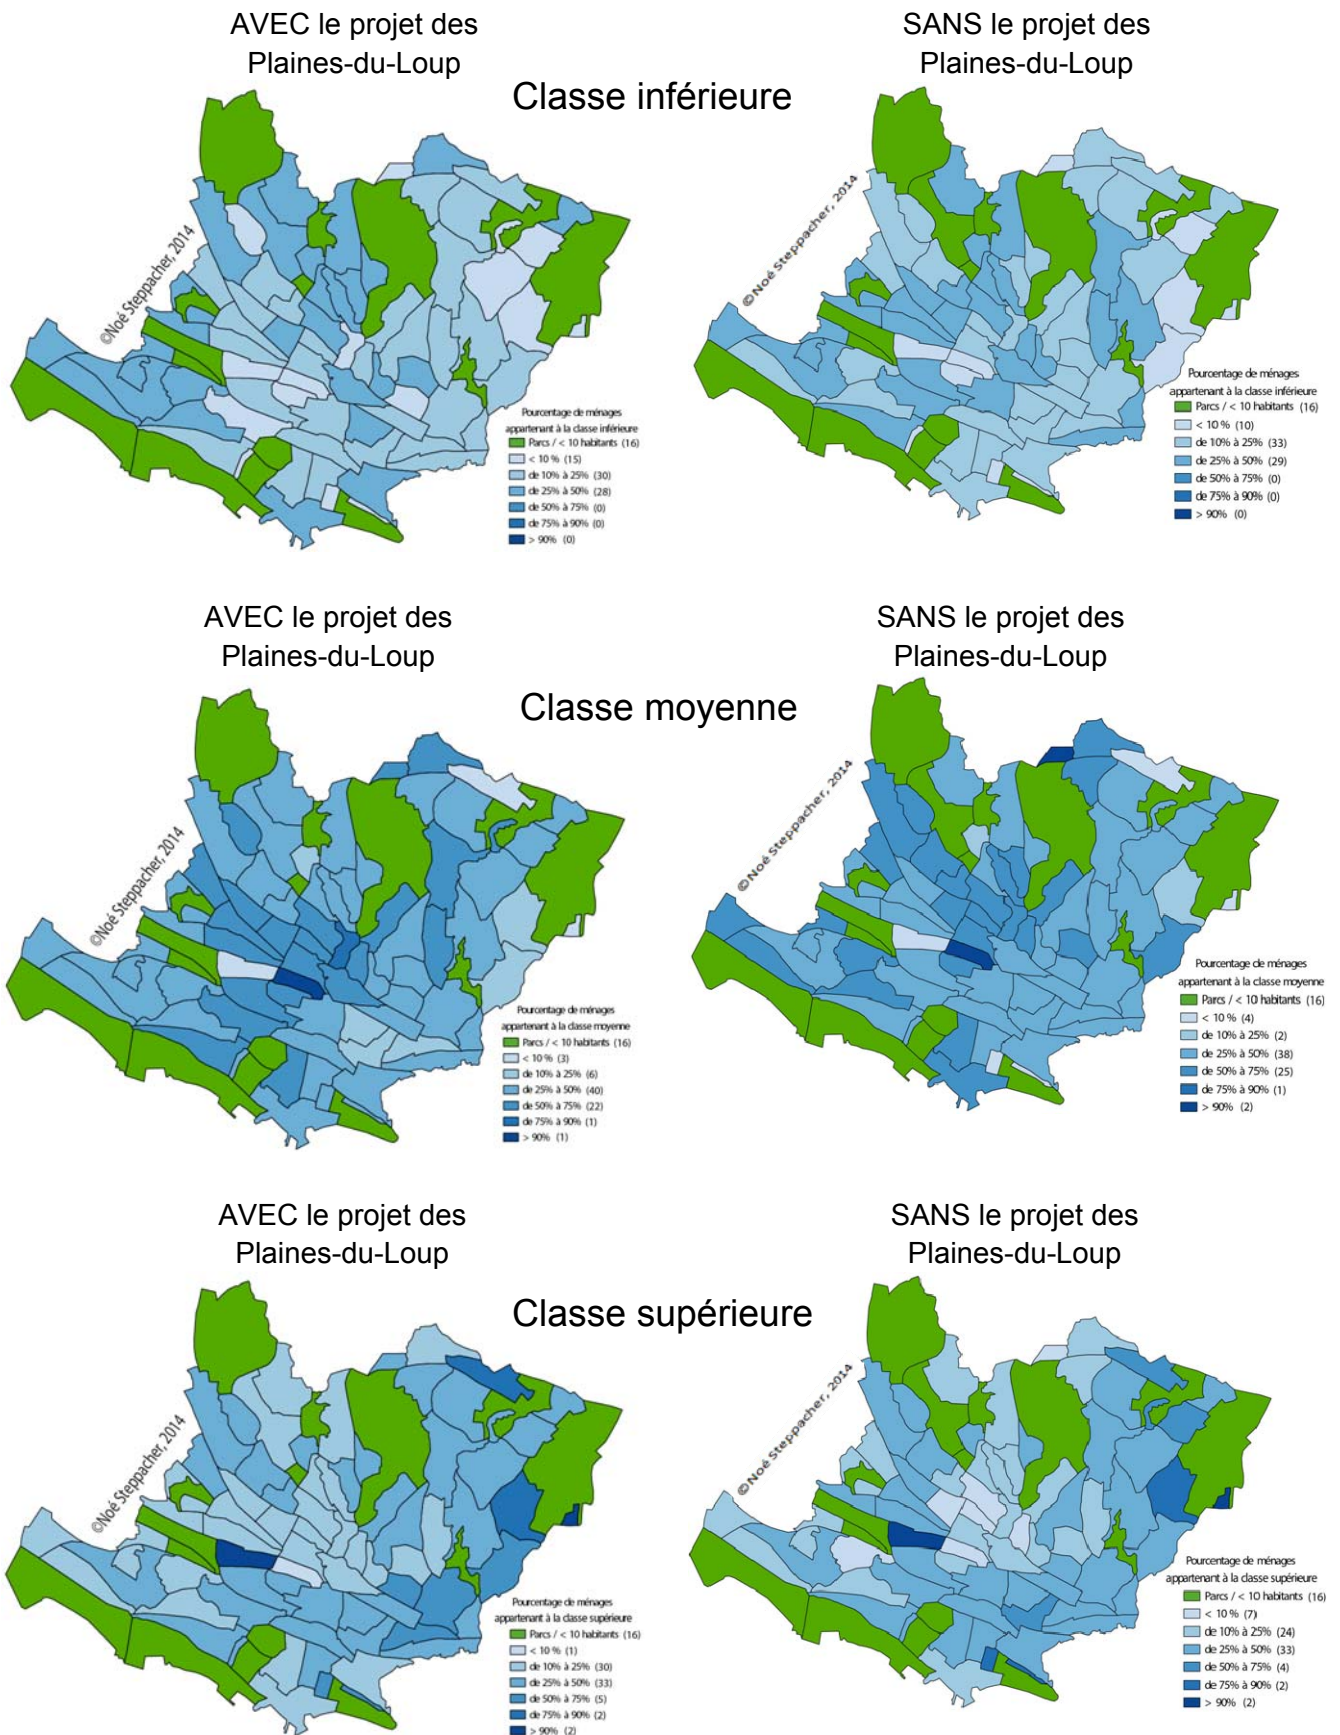 AVEC le projet des
Plaines-du-Loup
SANS le projet des
Plaines-du-Loup
Classe inférieure
©Noé Steppacher, 2014
Pourcentage de ménages
appartenant à la classe inférieure
Parcs / < 10 habitants (16)
< 10 % (15)
de 10% à 25% (30)
de 25% à 50% (28)
de 50% à 75% (0)
de 75% à 90% (0)
> 90% (0)
©Noé Steppacher, 2014
Pourcentage de ménages
appartenant à la classe inférieure
Parcs / < 10 habitants (16)
< 10 % (10)
de 10% à 25% (33)
de 25% à 50% (29)
de 50% à 75% (0)
de 75% à 90% (0)
> 90% (0)
AVEC le projet des
Plaines-du-Loup
SANS le projet des
Plaines-du-Loup
Classe moyenne
©Noé Steppacher, 2014
Pourcentage de ménages
appartenant à la classe moyenne
Parcs / < 10 habitants (16)
< 10 % (3)
de 10% à 25% (6)
de 25% à 50% (40)
de 50% à 75% (22)
de 75% à 90% (1)
> 90% (1)
©Noé Steppacher, 2014
Pourcentage de ménages
appartenant à la classe moyenne
Parcs / < 10 habitants (16)
< 10 % (4)
de 10% à 25% (2)
de 25% à 50% (38)
de 50% à 75% (25)
de 75% à 90% (1)
> 90% (2)
AVEC le projet des
Plaines-du-Loup
SANS le projet des
Plaines-du-Loup
Classe supérieure
©Noé Steppacher, 2014
Pourcentage de ménages
appartenant à la classe supérieure
Parcs / < 10 habitants (16)
< 10 % (1)
de 10% à 25% (30)
de 25% à 50% (33)
de 50% à 75% (5)
de 75% à 90% (2)
> 90% (2)
©Noé Steppacher, 2014
Pourcentage de ménages
appartenant à la classe supérieure
Parcs / < 10 habitants (16)
< 10 % (7)
de 10% à 25% (24)
de 25% à 50% (33)
de 50% à 75% (4)
de 75% à 90% (2)
> 90% (2)